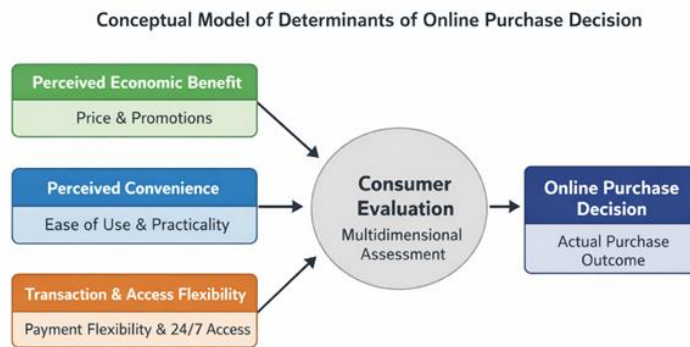 Conceptual Model of Determinants of Online Purchase Decision
Perceived Economic Benefit
Price & Promotions
Perceived Convenience
Ease of Use & Practicality
Transaction & Access Flexibility
Payment Flexibility & 24/7 Access
Consumer
Evaluation
Multidimensional
Assessment
Online Purchase
Decision
Actual Purchase
Outcome